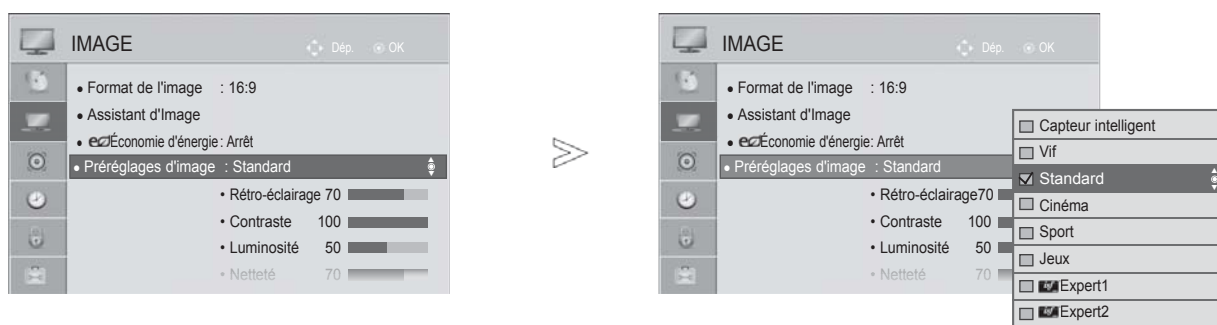 IMAGE
Dép. OK
• Format de l'image : 16:9
• Assistant d'Image
• eco Économie d'énergie : Arrêt
• Préréglages d'image : Standard
• Rétro-éclairage 70
• Contraste 100
• Luminosité 50
• Netteté 70
IMAGE
Dép. OK
• Format de l'image : 16:9
• Assistant d'Image
• eco Économie d'énergie: Arrêt
• Préréglages d'image : Standard
• Rétro-éclairage70
• Contraste 100
• Luminosité 50
• Netteté 70
Capteur intelligent
Vif
Standard
Cinéma
Sport
Jeux
Expert1
Expert2